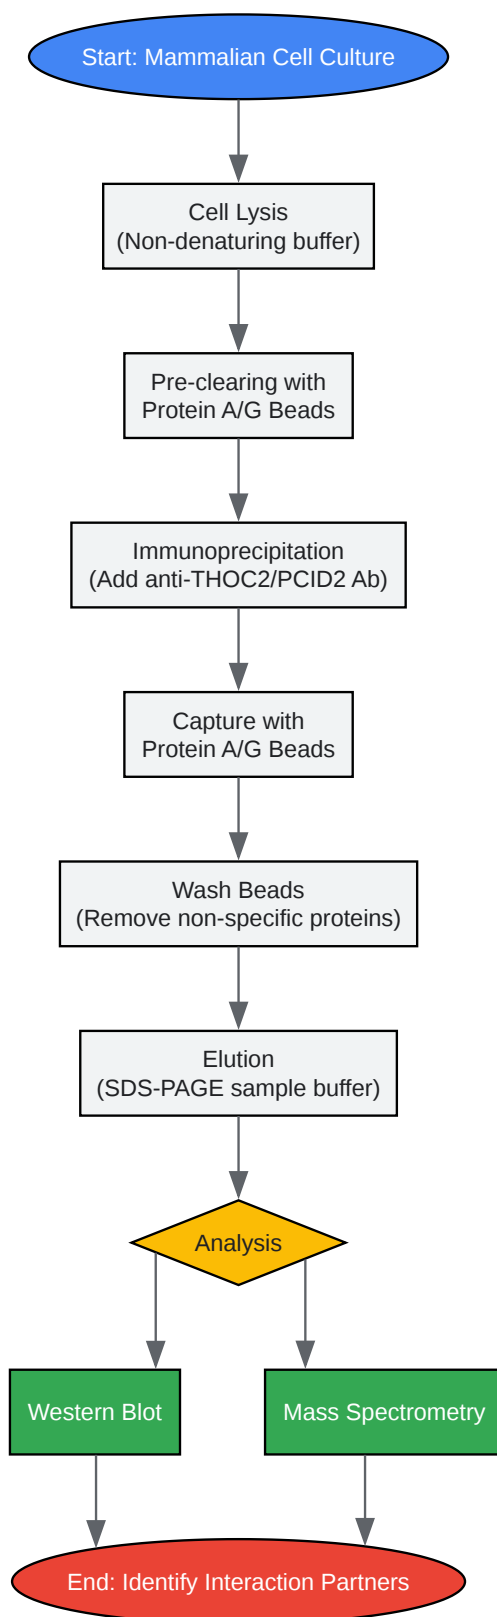 Start: Mammalian Cell Culture
Cell Lysis
(Non-denaturing buffer)
Pre-clearing with
Protein A/G Beads
Immunoprecipitation
(Add anti-THOC2/PCID2 Ab)
Capture with
Protein A/G Beads
Wash Beads
(Remove non-specific proteins)
Elution
(SDS-PAGE sample buffer)
Analysis
Western Blot
Mass Spectrometry
End: Identify Interaction Partners